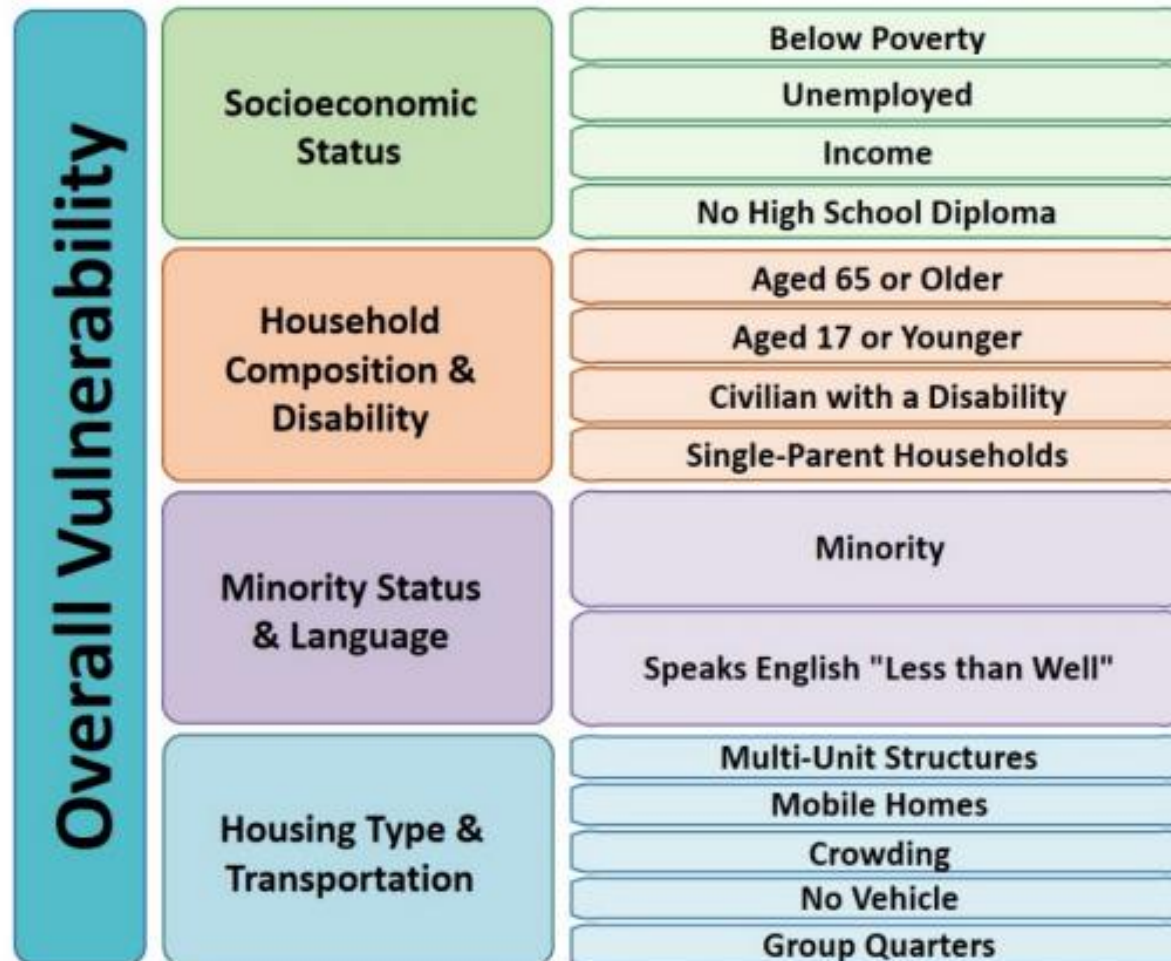 Overall Vulnerability
Socioeconomic
Status
Below Poverty
Unemployed
Income
No High School Diploma
Household
Composition &
Disability
Aged 65 or Older
Aged 17 or Younger
Civilian with a Disability
Single-Parent Households
Minority Status
& Language
Minority
Speaks English "Less than Well"
Housing Type &
Transportation
Multi-Unit Structures
Mobile Homes
Crowding
No Vehicle
Group Quarters